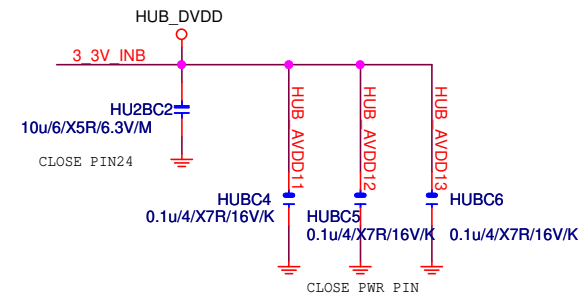 HUB_DVDD
3_3V_INB
HU2BC2
10u/6/X5R/6.3V/M
CLOSE PIN24
HUB_AVDD11
HUB_AVDD12
HUB_AVDD13
HUBC4
0.1u/4/X7R/16V/K
HUBC5
0.1u/4/X7R/16V/K
HUBC6
0.1u/4/X7R/16V/K
CLOSE PWR PIN